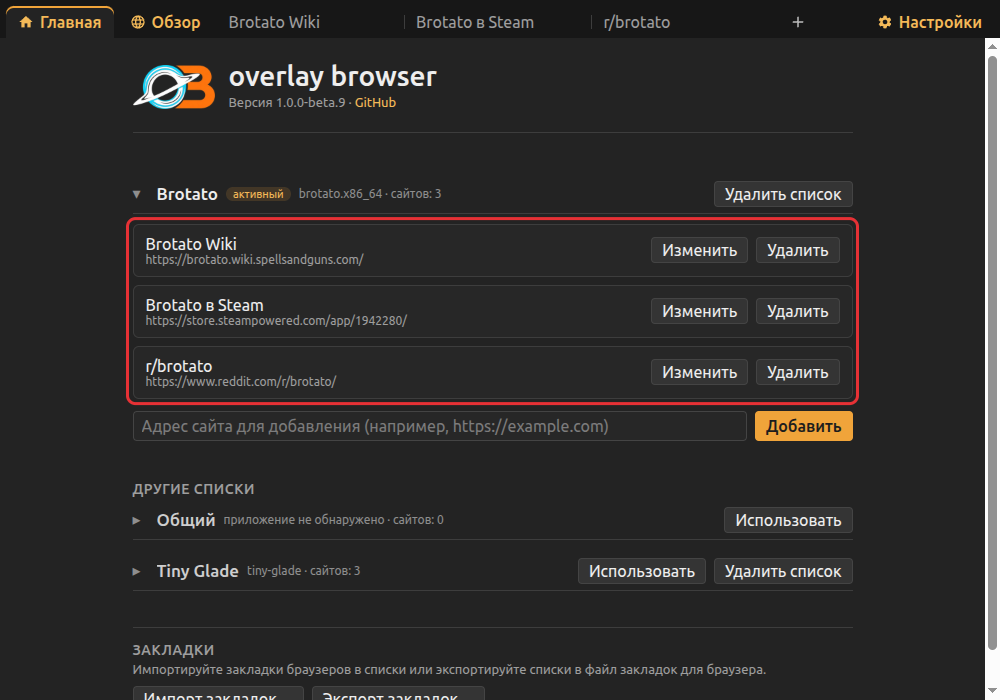 Главная
Обзор
Brotato Wiki
Brotato в Steam
r/brotato
+
Настройки
overlay browser
Версия 1.0.0-beta.9 · GitHub
Brotato активный brotato.x86_64 · сайтов: 3
Удалить список
Brotato Wiki
https://brotato.wiki.spellsandguns.com/
Изменить
Удалить
Brotato в Steam
https://store.steampowered.com/app/1942280/
Изменить
Удалить
r/brotato
https://www.reddit.com/r/brotato/
Изменить
Удалить
Адрес сайта для добавления (например, https://example.com)
Добавить
ДРУГИЕ СПИСКИ
Общий приложение не обнаружено · сайтов: 0
Использовать
Tiny Glade tiny-glade · сайтов: 3
Использовать
Удалить список
ЗАКЛАДКИ
Импортируйте закладки браузеров в списки или экспортируйте списки в файл закладок для браузера.
Импорт закладок
Экспорт закладок